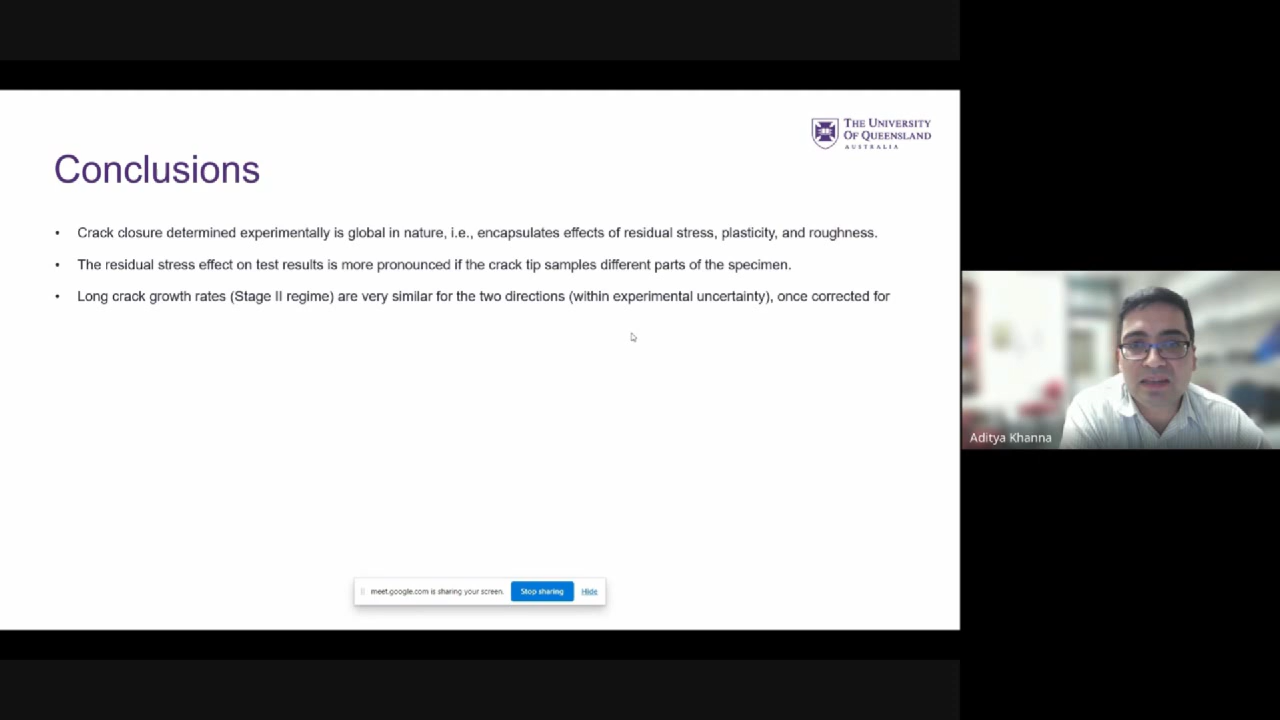 THE UNIVERSITY
OF QUEENSLAND
AUSTRALIA
Conclusions
• Crack closure determined experimentally is global in nature, i.e., encapsulates effects of residual stress, plasticity, and roughness.
• The residual stress effect on test results is more pronounced if the crack tip samples different parts of the specimen.
• Long crack growth rates (Stage II regime) are very similar for the two directions (within experimental uncertainty), once corrected for
Aditya Khanna
meet.google.com is sharing your screen. Stop sharing Hide